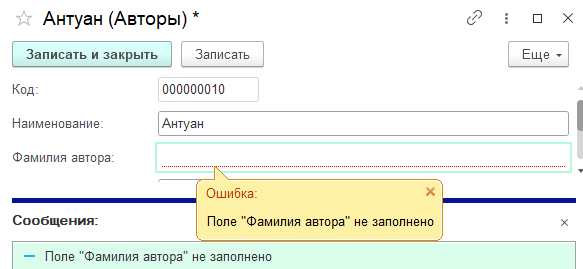 Антуан (Авторы) *
Записать и закрыть
Записать
Еще
Код: 000000010
Наименование: Антуан
Фамилия автора:
Ошибка:
Поле "Фамилия автора" не заполнено
Сообщения:
Поле "Фамилия автора" не заполнено